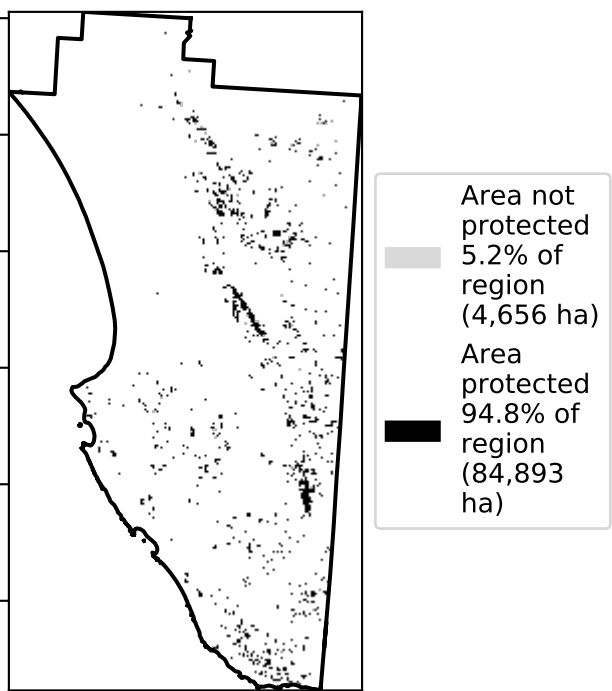 Area not
protected
5.2% of
region
(4,656 ha)
Area
protected
94.8% of
region
(84,893
ha)